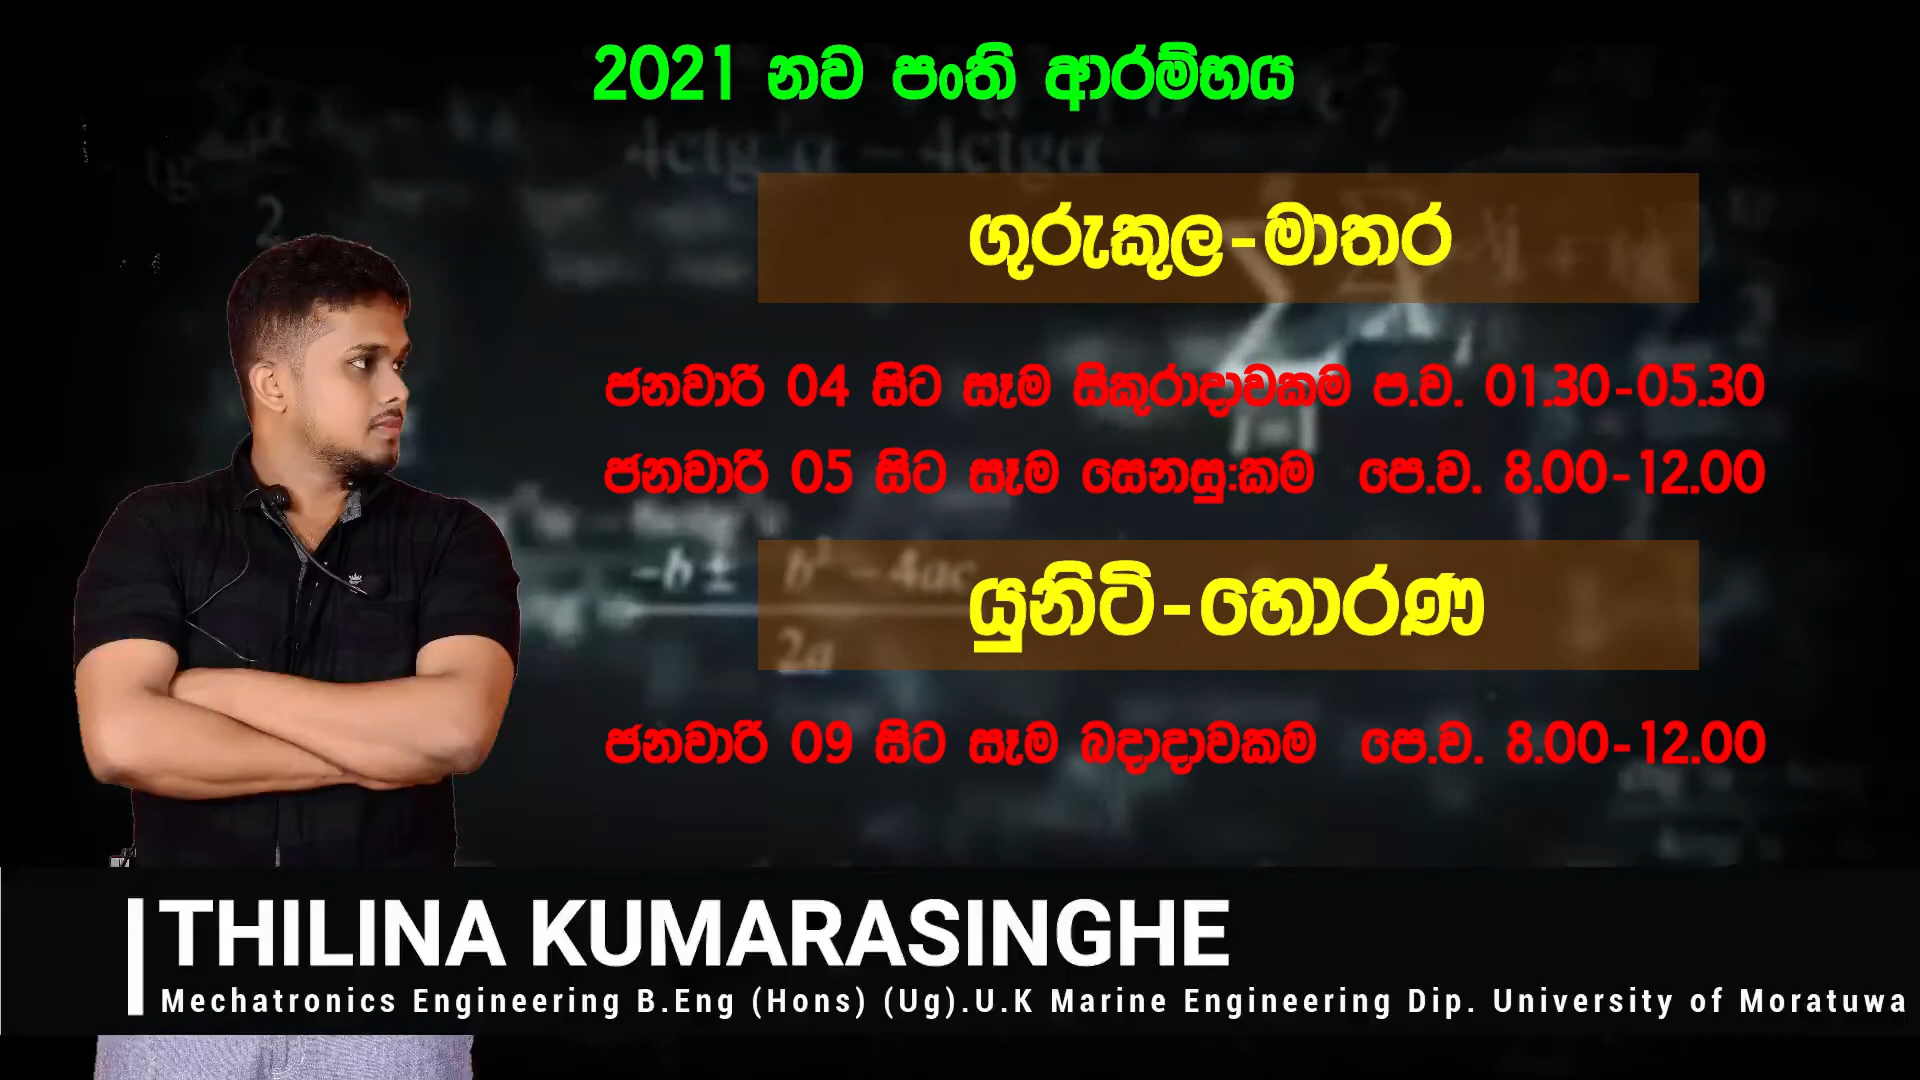 2021 නව පංති ආරම්භය
ගුරුකුල-මාතර
ජනවාරි 04 සිට සෑම සිකුරාදාවකම ප.ව. 01.30-05.30
ජනවාරි 05 සිට සෑම සෙනසු:කම පෙ.ව. 8.00-12.00
යුනිටි-හොරණ
ජනවාරි 09 සිට සෑම බදාදාවකම පෙ.ව. 8.00-12.00
THILINA KUMARASINGHE
Mechatronics Engineering B.Eng (Hons) (Ug).U.K Marine Engineering Dip. University of Moratuwa